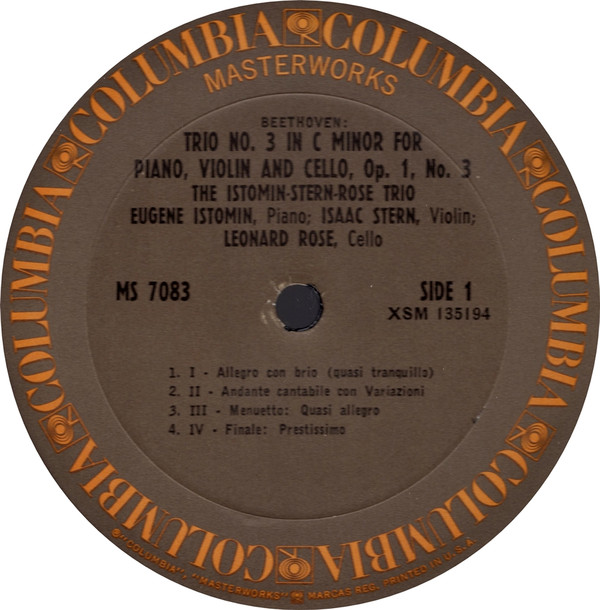 COLUMBIA COLUMBIA COLUMBIA COLUMBIA COLUMBIA COLUMBIA COLUMBIA COLUMBIA
MASTERWORKS
BEETHOVEN:
TRIO NO. 3 IN C MINOR FOR
PIANO, VIOLIN AND CELLO, Op. 1, No. 3
THE ISTOMIN-STERN-ROSE TRIO
EUGENE ISTOMIN, Piano; ISAAC STERN, Violin;
LEONARD ROSE, Cello
MS 7083
SIDE 1
XSM 135194
1. I - Allegro con brio (quasi tranquillo)
2. II - Andante cantabile con Variazioni
3. III - Menuetto: Quasi allegro
4. IV - Finale: Prestissimo
® "COLUMBIA", "MASTERWORKS" MARCAS REG. PRINTED IN U.S.A.